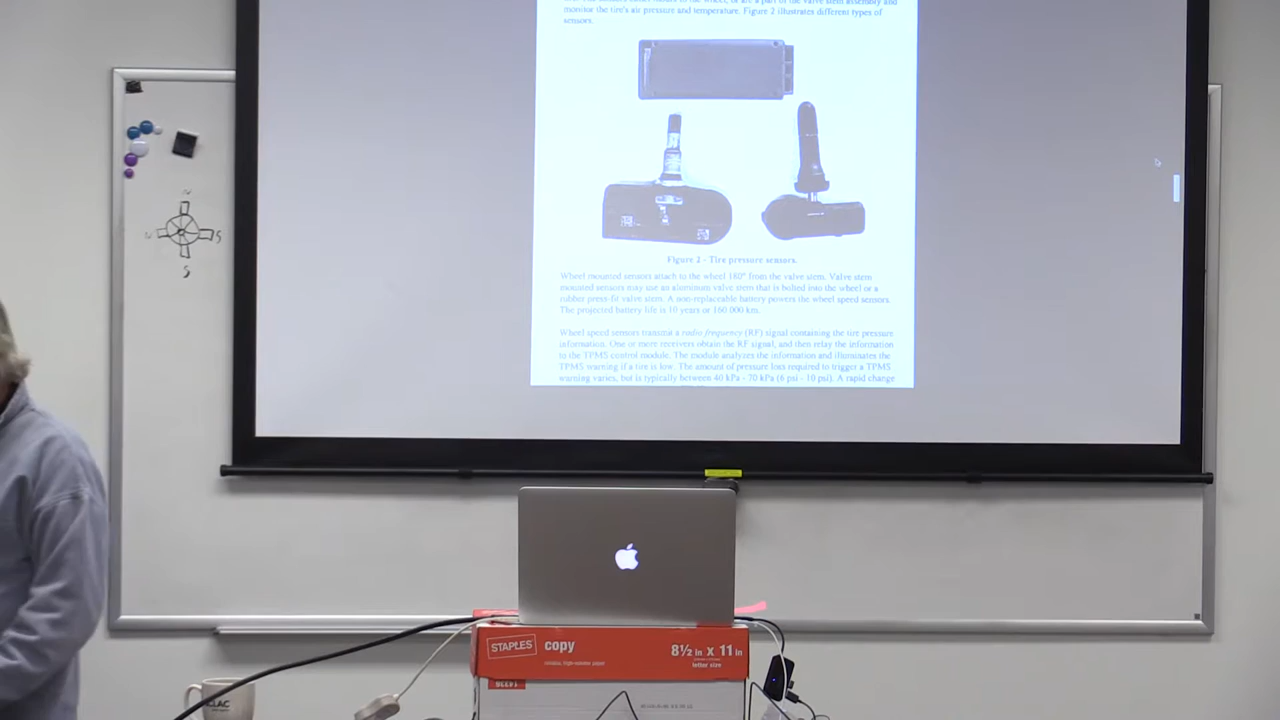 monitor the tire's air pressure and temperature. Figure 2 illustrates different types of
sensors.
Figure 2 - Tire pressure sensors.
Wheel mounted sensors attach to the wheel 180° from the valve stem. Valve stem
mounted sensors may use an aluminum valve stem that is bolted into the wheel or a
rubber press-fit valve stem. A non-replaceable battery powers the wheel speed sensors.
The projected battery life is 10 years or 160 000 km.
Wheel speed sensors transmit a radio frequency (RF) signal containing the tire pressure
information. One or more receivers obtain the RF signal, and then relay the information
to the TPMS control module. The module analyzes the information and illuminates the
TPMS warning if a tire is low. The amount of pressure loss required to trigger a TPMS
warning varies, but is typically between 40 kPa - 70 kPa (6 psi - 10 psi). A rapid change
N
S
S
STAPLES
copy
8½ in x 11 in
letter size
CLAC